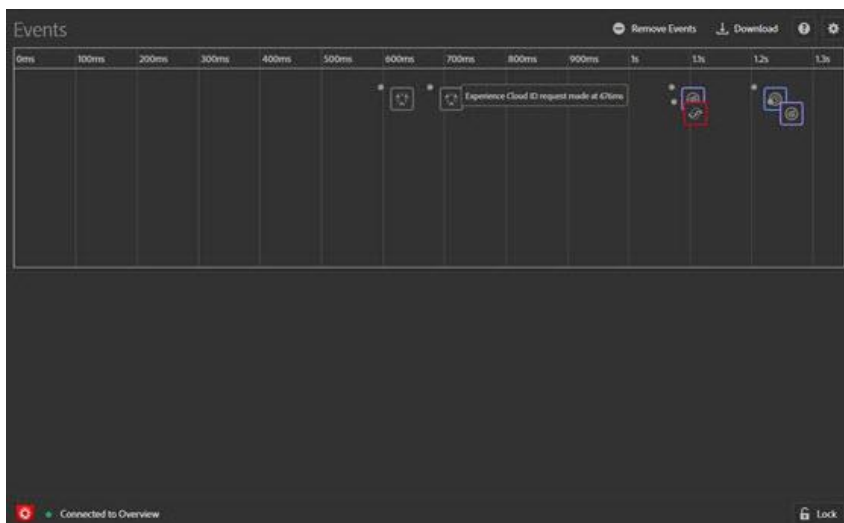 Events
Remove Events Download
0ms 100ms 200ms 300ms 400ms 500ms 600ms 700ms 800ms 900ms 1s 1.1s 1.2s 1.3s
Experience Cloud ID request made at 676ms
Connected to Overview
Lock